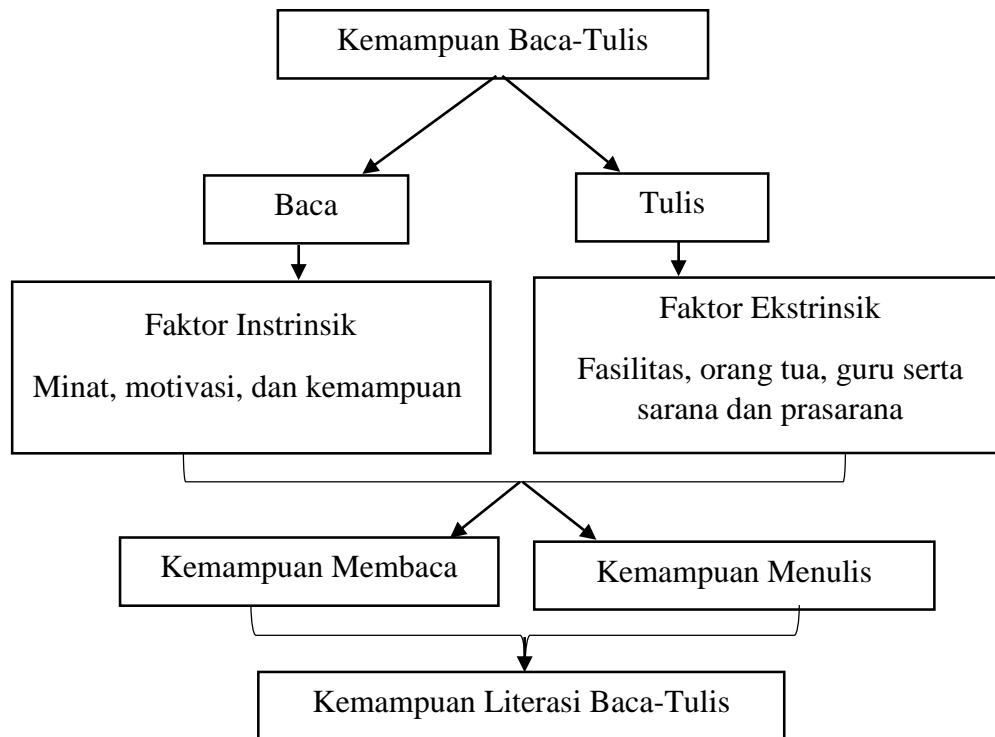 Kemampuan Baca-Tulis
Baca
Tulis
Faktor Instrinsik
Minat, motivasi, dan kemampuan
Faktor Ekstrinsik
Fasilitas, orang tua, guru serta
sarana dan prasarana
Kemampuan Membaca
Kemampuan Menulis
Kemampuan Literasi Baca-Tulis